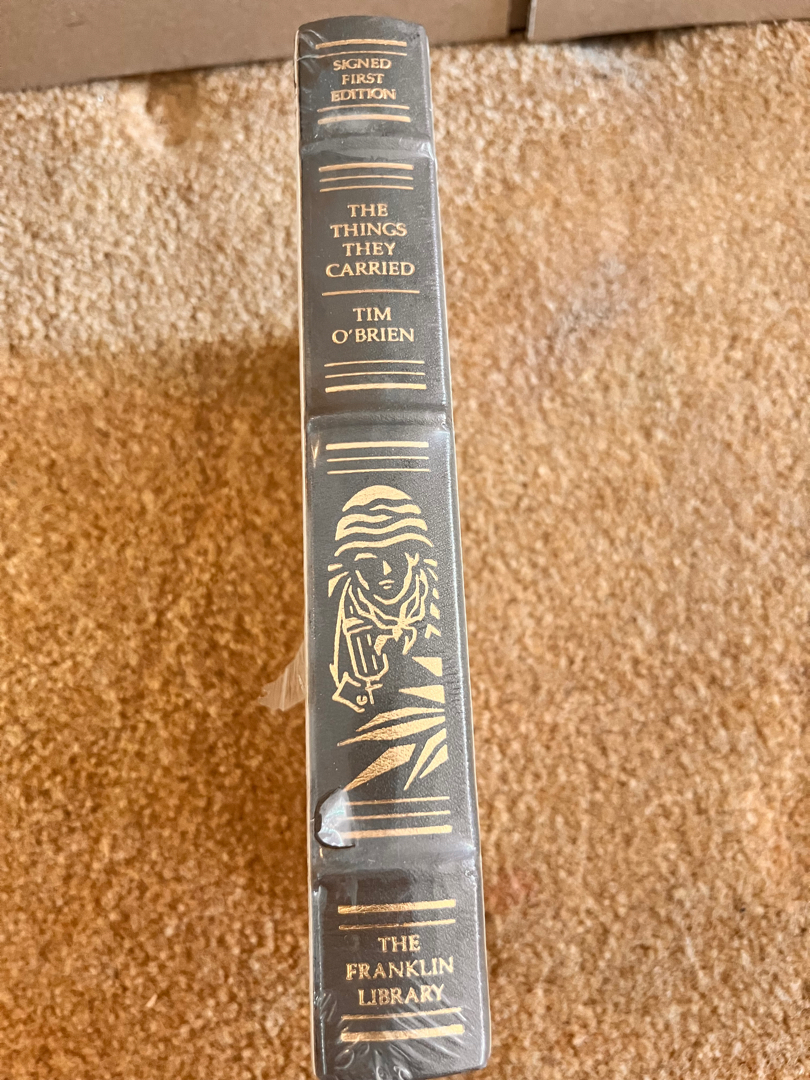 SIGNED
FIRST
EDITION
THE
THINGS
THEY
CARRIED
TIM
O'BRIEN
THE
FRANKLIN
LIBRARY